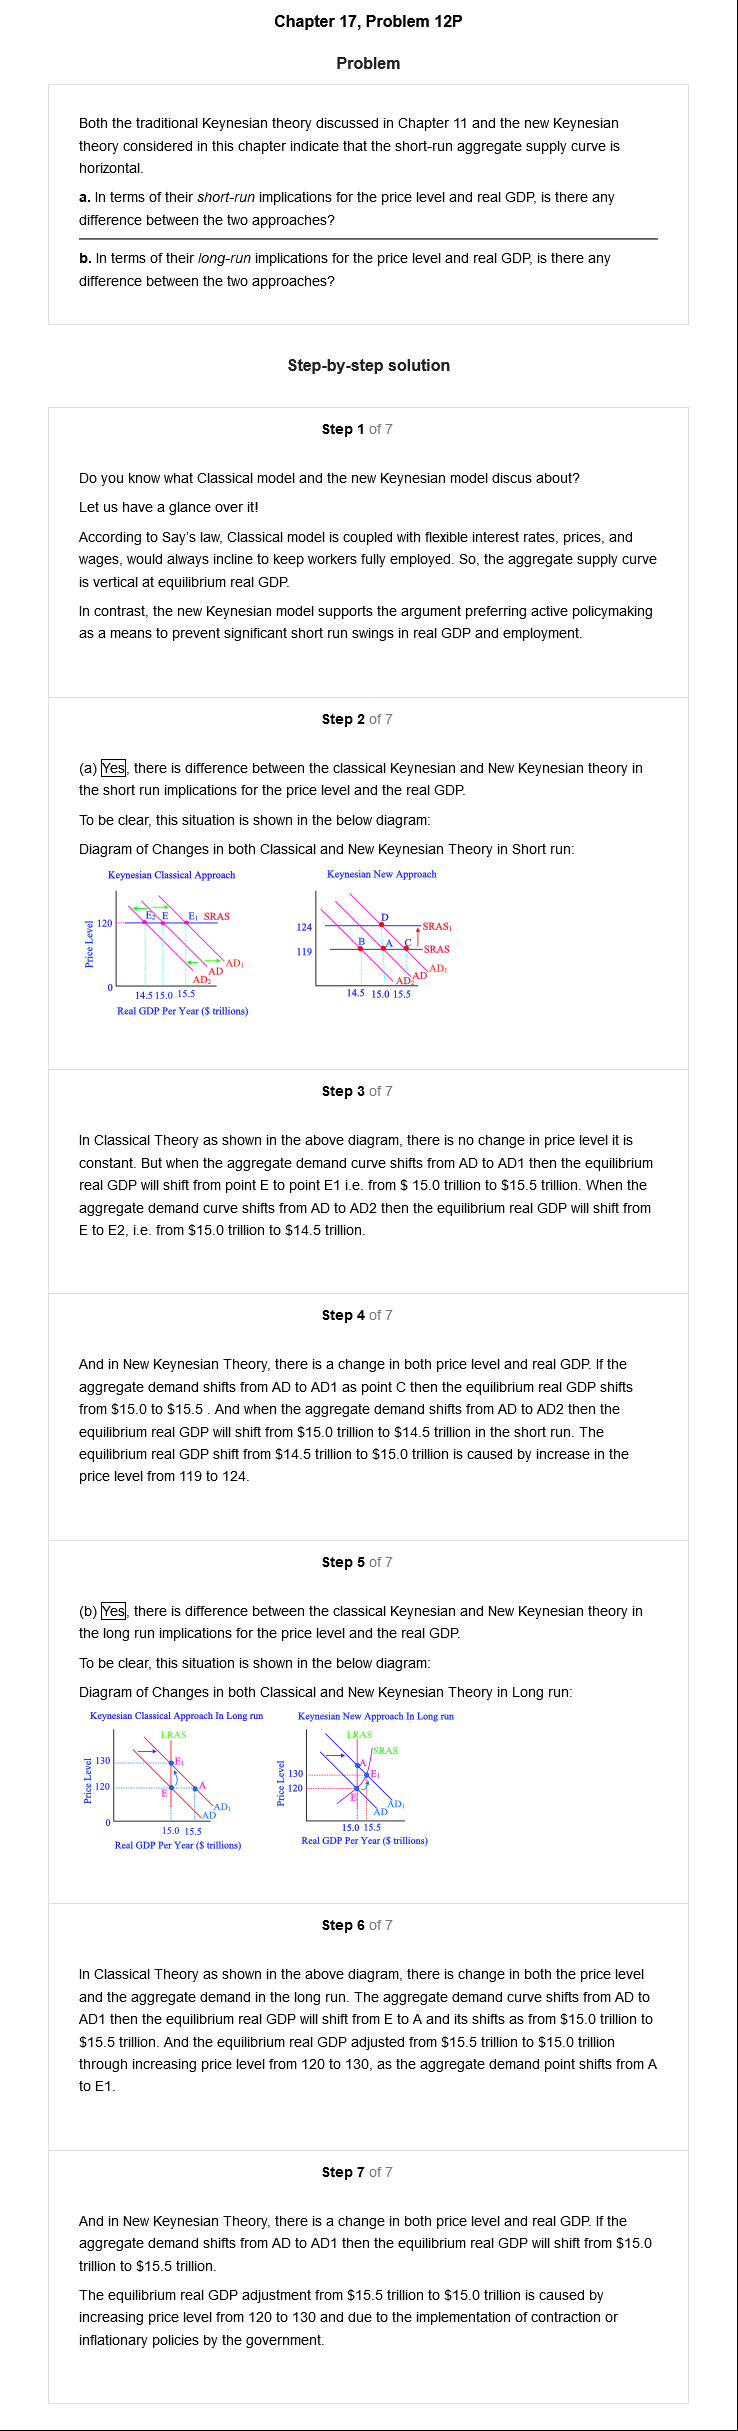 Chapter 17, Problem 12P
Problem
Both the traditional Keynesian theory discussed in Chapter 11 and the new Keynesian
theory considered in this chapter indicate that the short-run aggregate supply curve is
horizontal.
a. In terms of their short-run implications for the price level and real GDP, is there any
difference between the two approaches?
b. In terms of their long-run implications for the price level and real GDP, is there any
difference between the two approaches?
Step-by-step solution
Step 1 of 7
Do you know what Classical model and the new Keynesian model discus about?
Let us have a glance over it!
According to Say's law, Classical model is coupled with flexible interest rates, prices, and
wages, would always incline to keep workers fully employed. So, the aggregate supply curve
is vertical at equilibrium real GDP.
In contrast, the new Keynesian model supports the argument preferring active policymaking
as a means to prevent significant short run swings in real GDP and employment.
Step 2 of 7
(a) Yes, there is difference between the classical Keynesian and New Keynesian theory in
the short run implications for the price level and the real GDP.
To be clear, this situation is shown in the below diagram:
Diagram of Changes in both Classical and New Keynesian Theory in Short run:
Keynesian Classical Approach
Price Level
120
E₂ E E₁ SRAS
AD₁
AD
AD₂
0
14.5 15.0 15.5
Real GDP Per Year ($ trillions)
Keynesian New Approach
124
D
SRAS₁
119
B A C SRAS
AD₁
AD
AD₂
14.5 15.0 15.5
Step 3 of 7
In Classical Theory as shown in the above diagram, there is no change in price level it is
constant. But when the aggregate demand curve shifts from AD to AD1 then the equilibrium
real GDP will shift from point E to point E1 i.e. from $ 15.0 trillion to $15.5 trillion. When the
aggregate demand curve shifts from AD to AD2 then the equilibrium real GDP will shift from
E to E2, i.e. from $15.0 trillion to $14.5 trillion.
Step 4 of 7
And in New Keynesian Theory, there is a change in both price level and real GDP. If the
aggregate demand shifts from AD to AD1 as point C then the equilibrium real GDP shifts
from $15.0 to $15.5 . And when the aggregate demand shifts from AD to AD2 then the
equilibrium real GDP will shift from $15.0 trillion to $14.5 trillion in the short run. The
equilibrium real GDP shift from $14.5 trillion to $15.0 trillion is caused by increase in the
price level from 119 to 124.
Step 5 of 7
(b) Yes, there is difference between the classical Keynesian and New Keynesian theory in
the long run implications for the price level and the real GDP.
To be clear, this situation is shown in the below diagram:
Diagram of Changes in both Classical and New Keynesian Theory in Long run:
Keynesian Classical Approach In Long run
LRAS
Price Level
130
E₁
120
E
A
AD₁
AD
0
15.0 15.5
Real GDP Per Year ($ trillions)
Keynesian New Approach In Long run
LRAS
SRAS
Price Level
A
130
E₁
120
E
AD₁
AD
15.0 15.5
Real GDP Per Year ($ trillions)
Step 6 of 7
In Classical Theory as shown in the above diagram, there is change in both the price level
and the aggregate demand in the long run. The aggregate demand curve shifts from AD to
AD1 then the equilibrium real GDP will shift from E to A and its shifts as from $15.0 trillion to
$15.5 trillion. And the equilibrium real GDP adjusted from $15.5 trillion to $15.0 trillion
through increasing price level from 120 to 130, as the aggregate demand point shifts from A
to E1.
Step 7 of 7
And in New Keynesian Theory, there is a change in both price level and real GDP. If the
aggregate demand shifts from AD to AD1 then the equilibrium real GDP will shift from $15.0
trillion to $15.5 trillion.
The equilibrium real GDP adjustment from $15.5 trillion to $15.0 trillion is caused by
increasing price level from 120 to 130 and due to the implementation of contraction or
inflationary policies by the government.